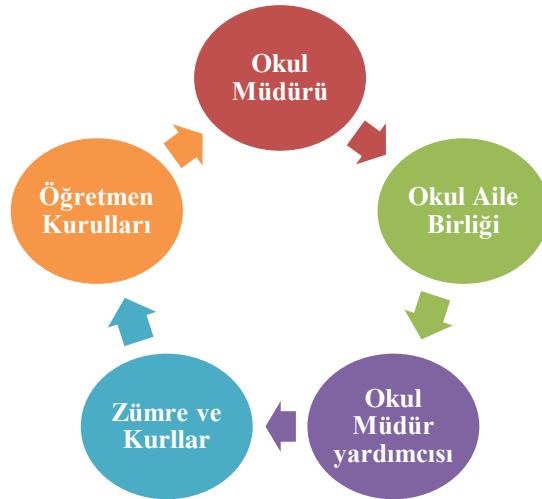 Okul
Müdürü
Okul Aile
Birliği
Okul
Müdür
yardımcısı
Zümre ve
Kurllar
Öğretmen
Kurulları